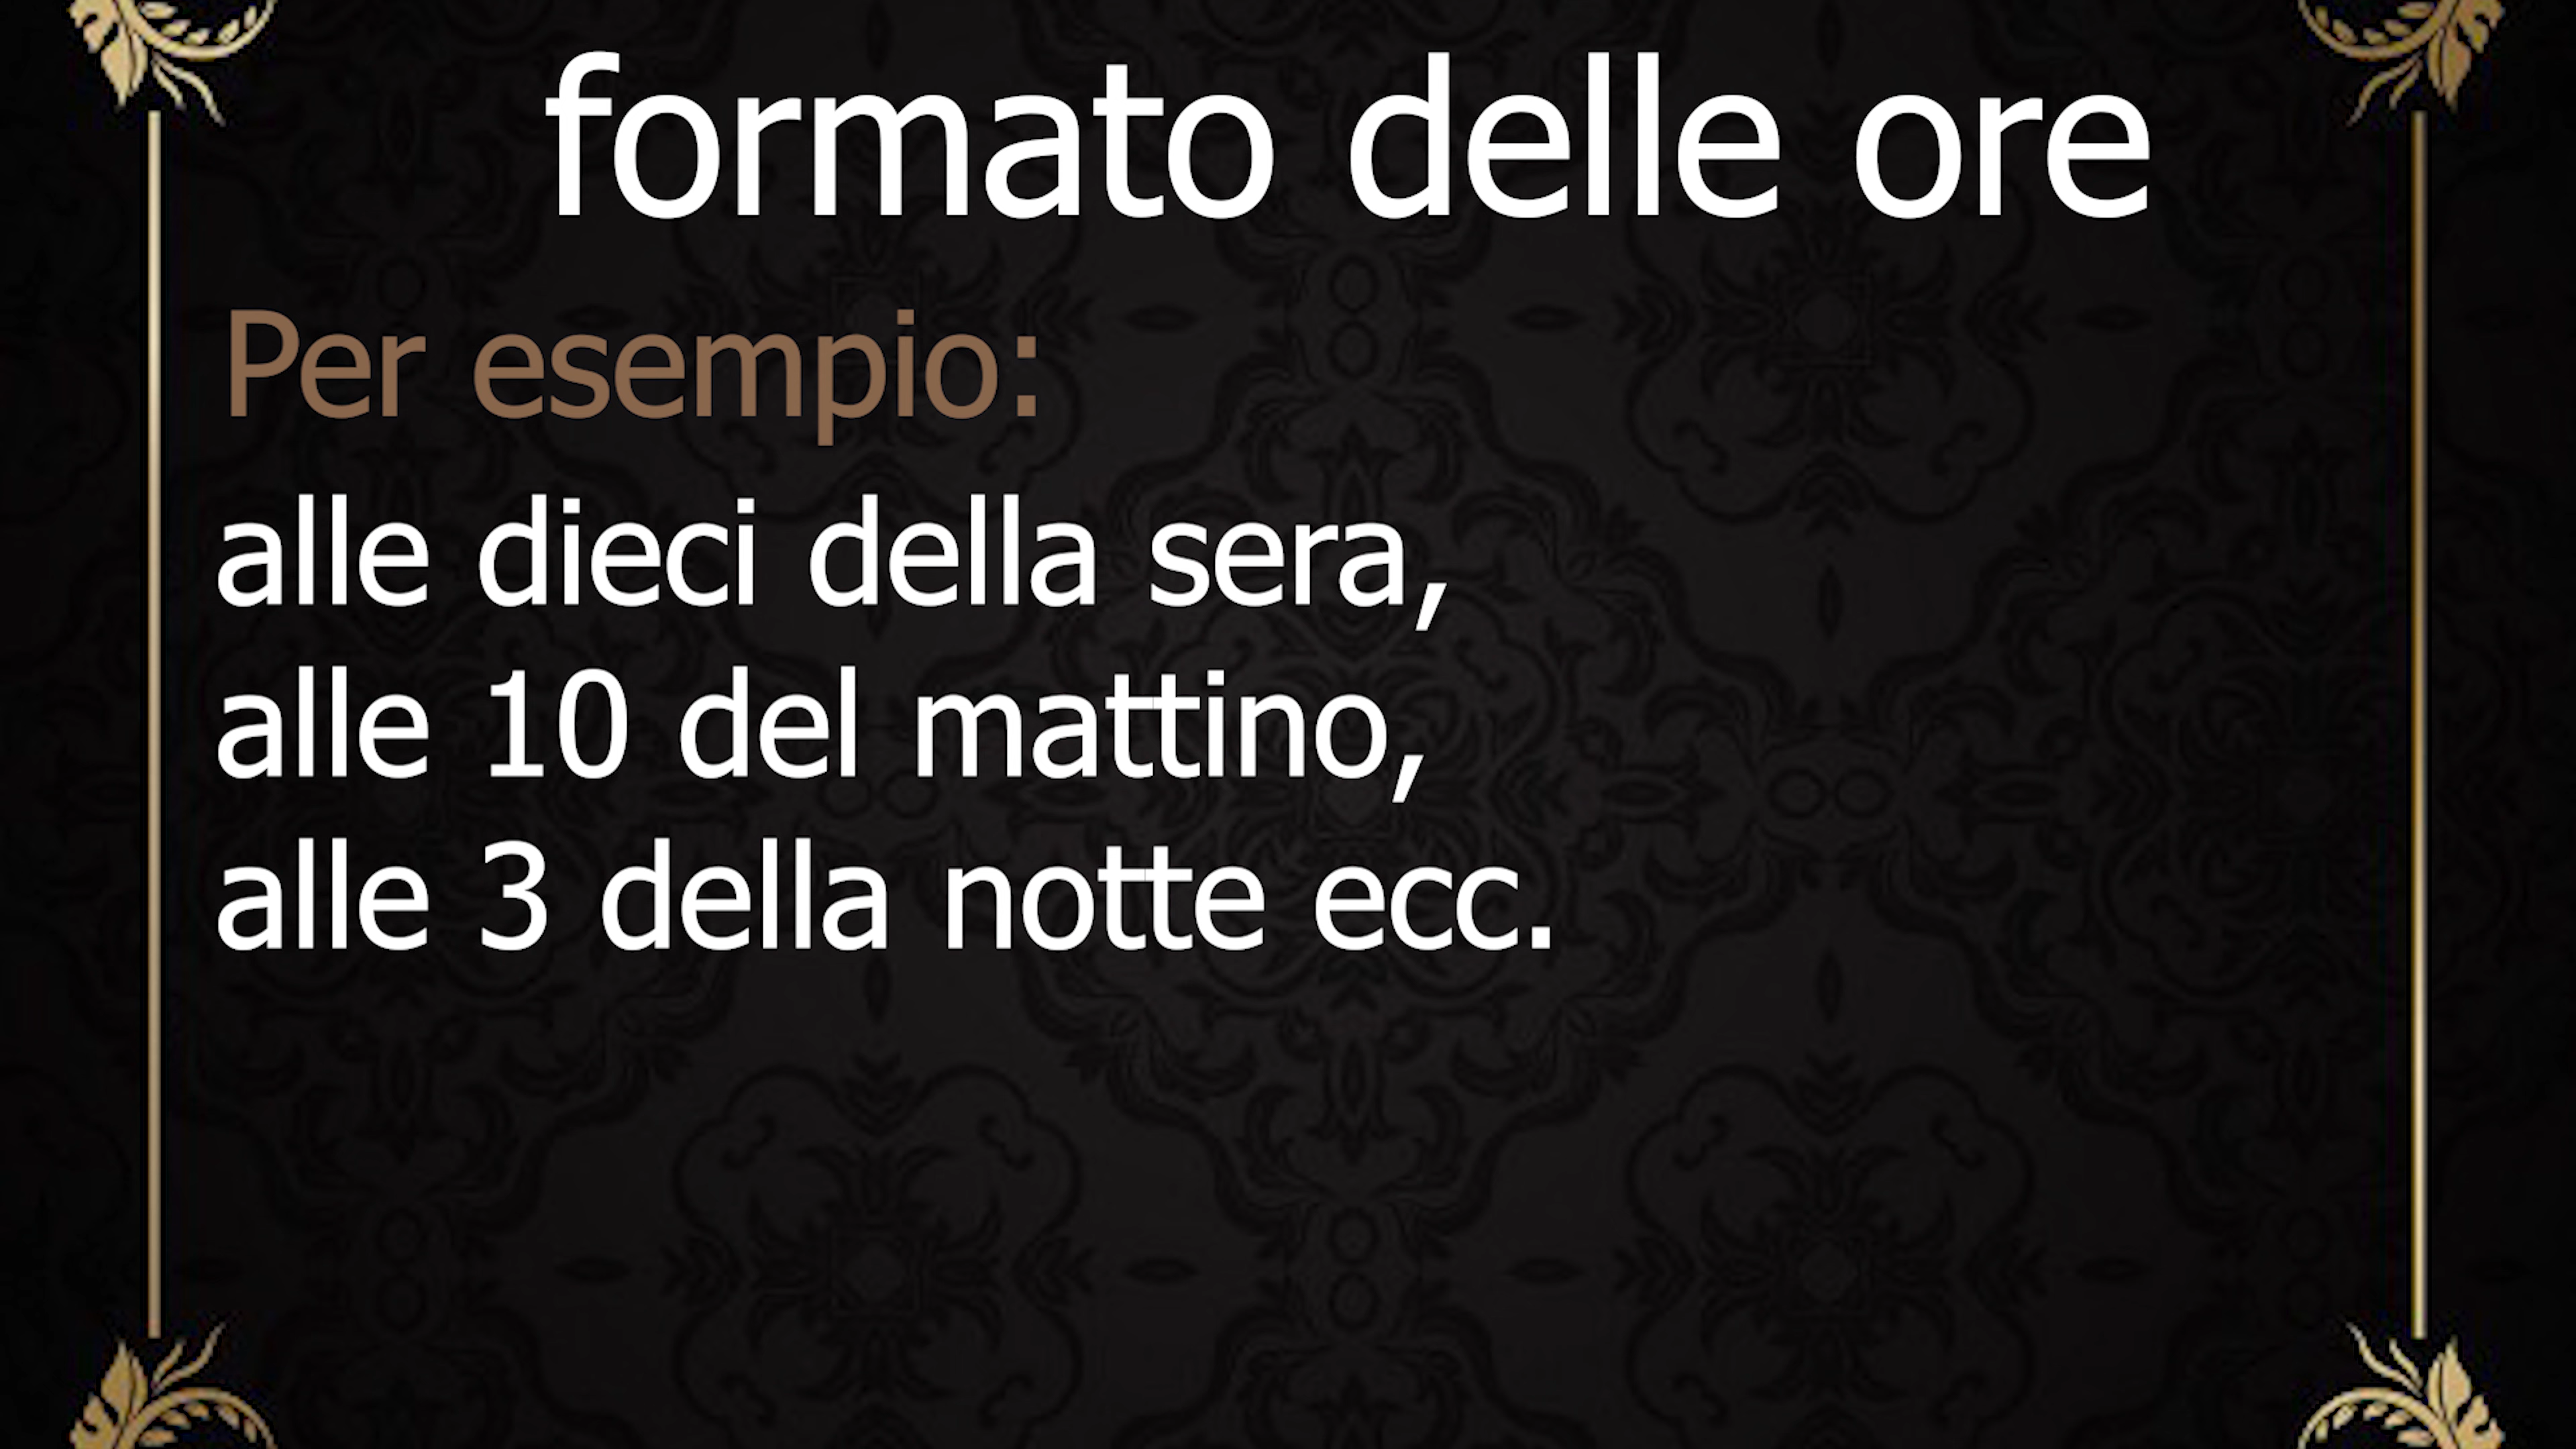 formato delle ore
Per esempio:
alle dieci della sera,
alle 10 del mattino,
alle 3 della notte ecc.